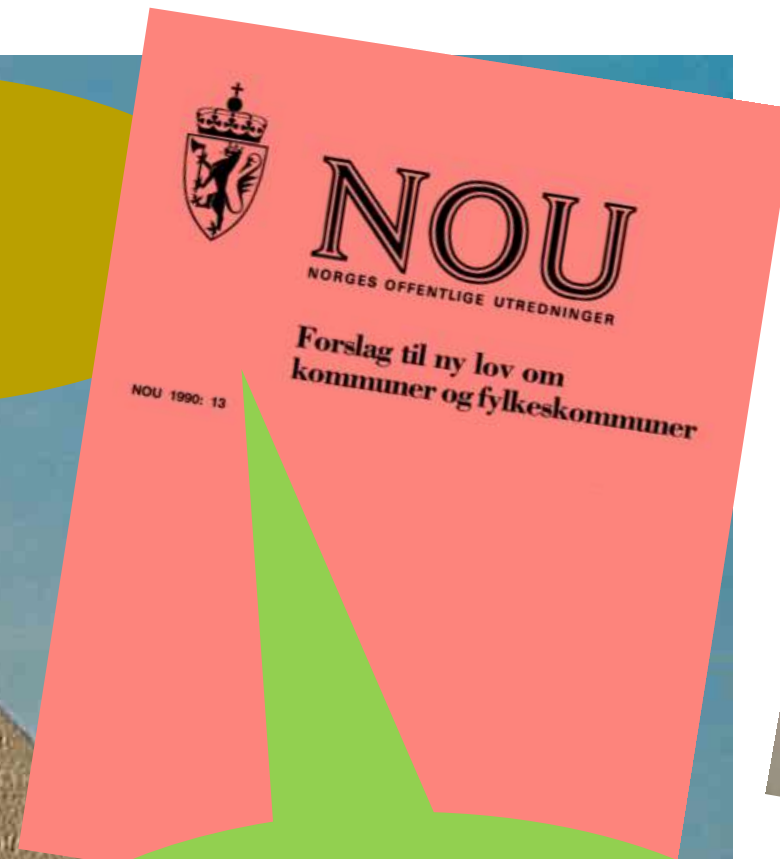 NOU
NORGES OFFENTLIGE UTREDNINGER
Forslag til ny lov om
kommuner og fylkeskommuner
NOU 1990: 13